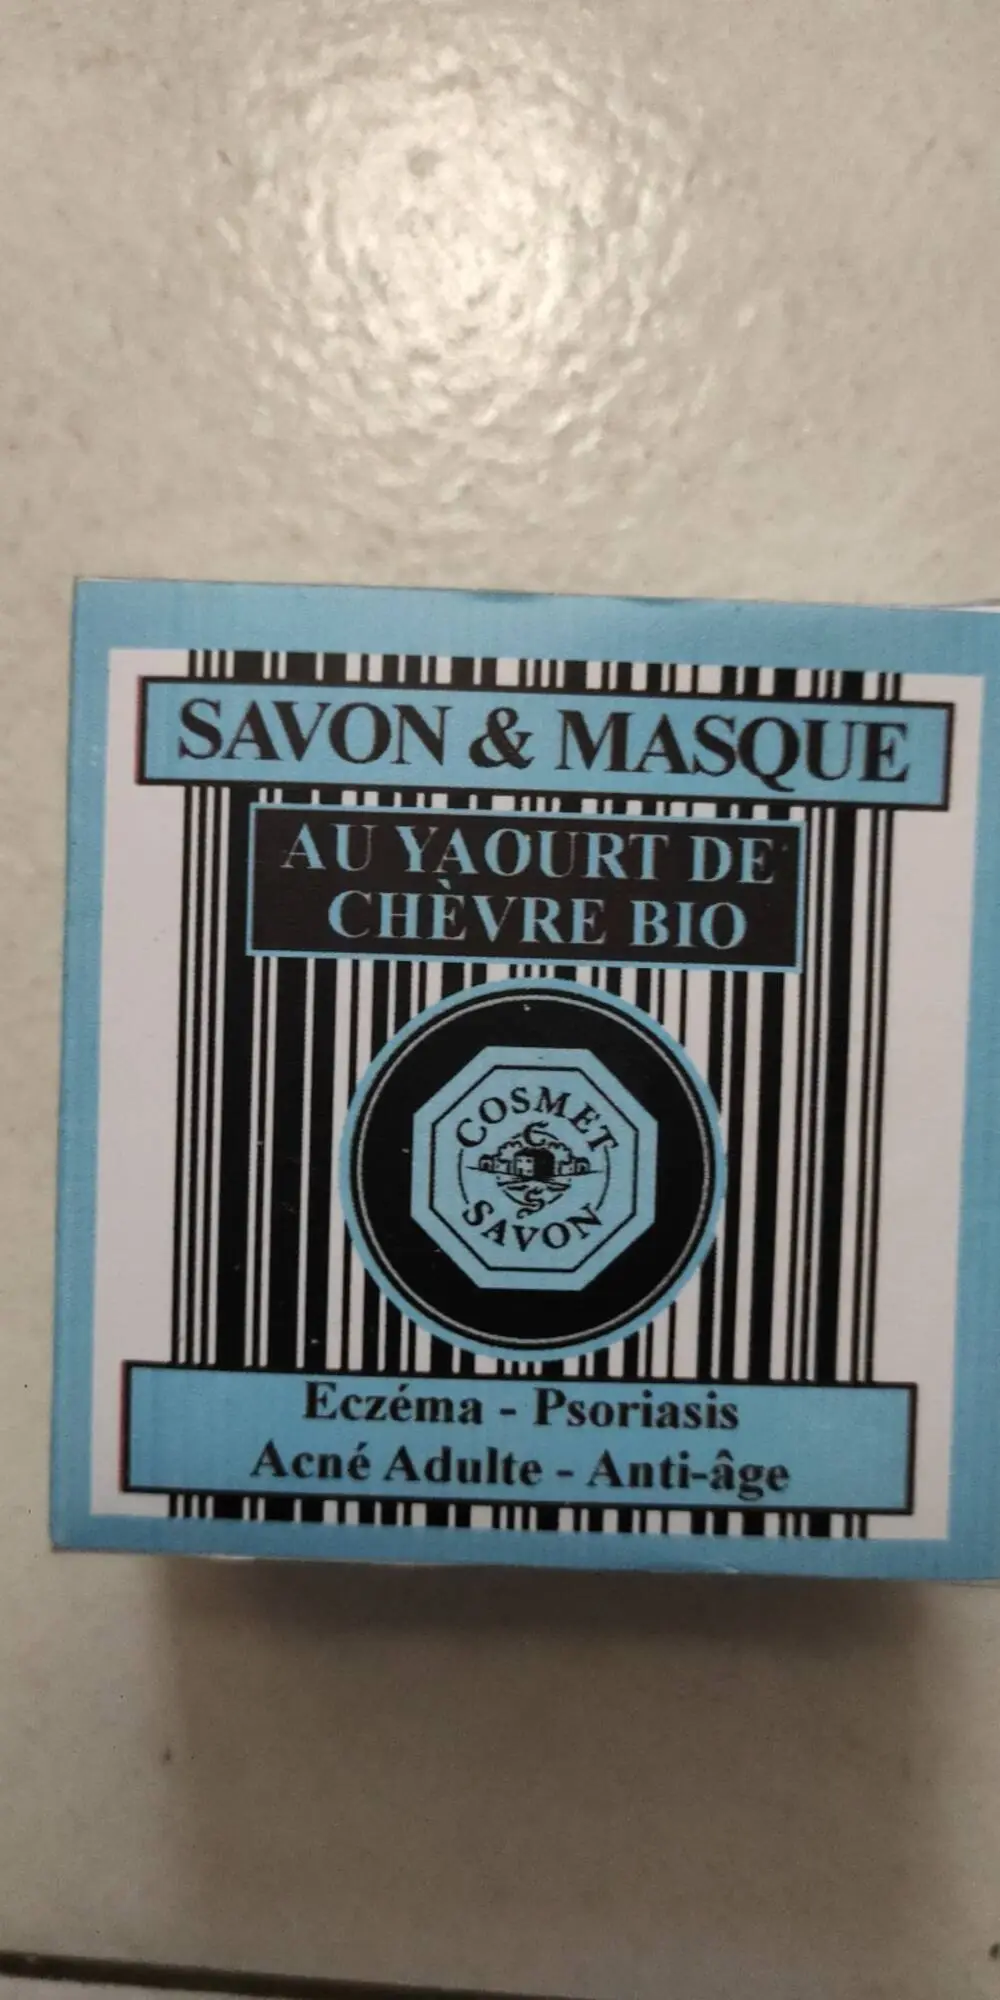 SAVON & MASQUE
AU YAOURT DE
CHÈVRE BIO
COSMET
SAVON
Eczéma - Psoriasis
Acné Adulte - Anti-âge